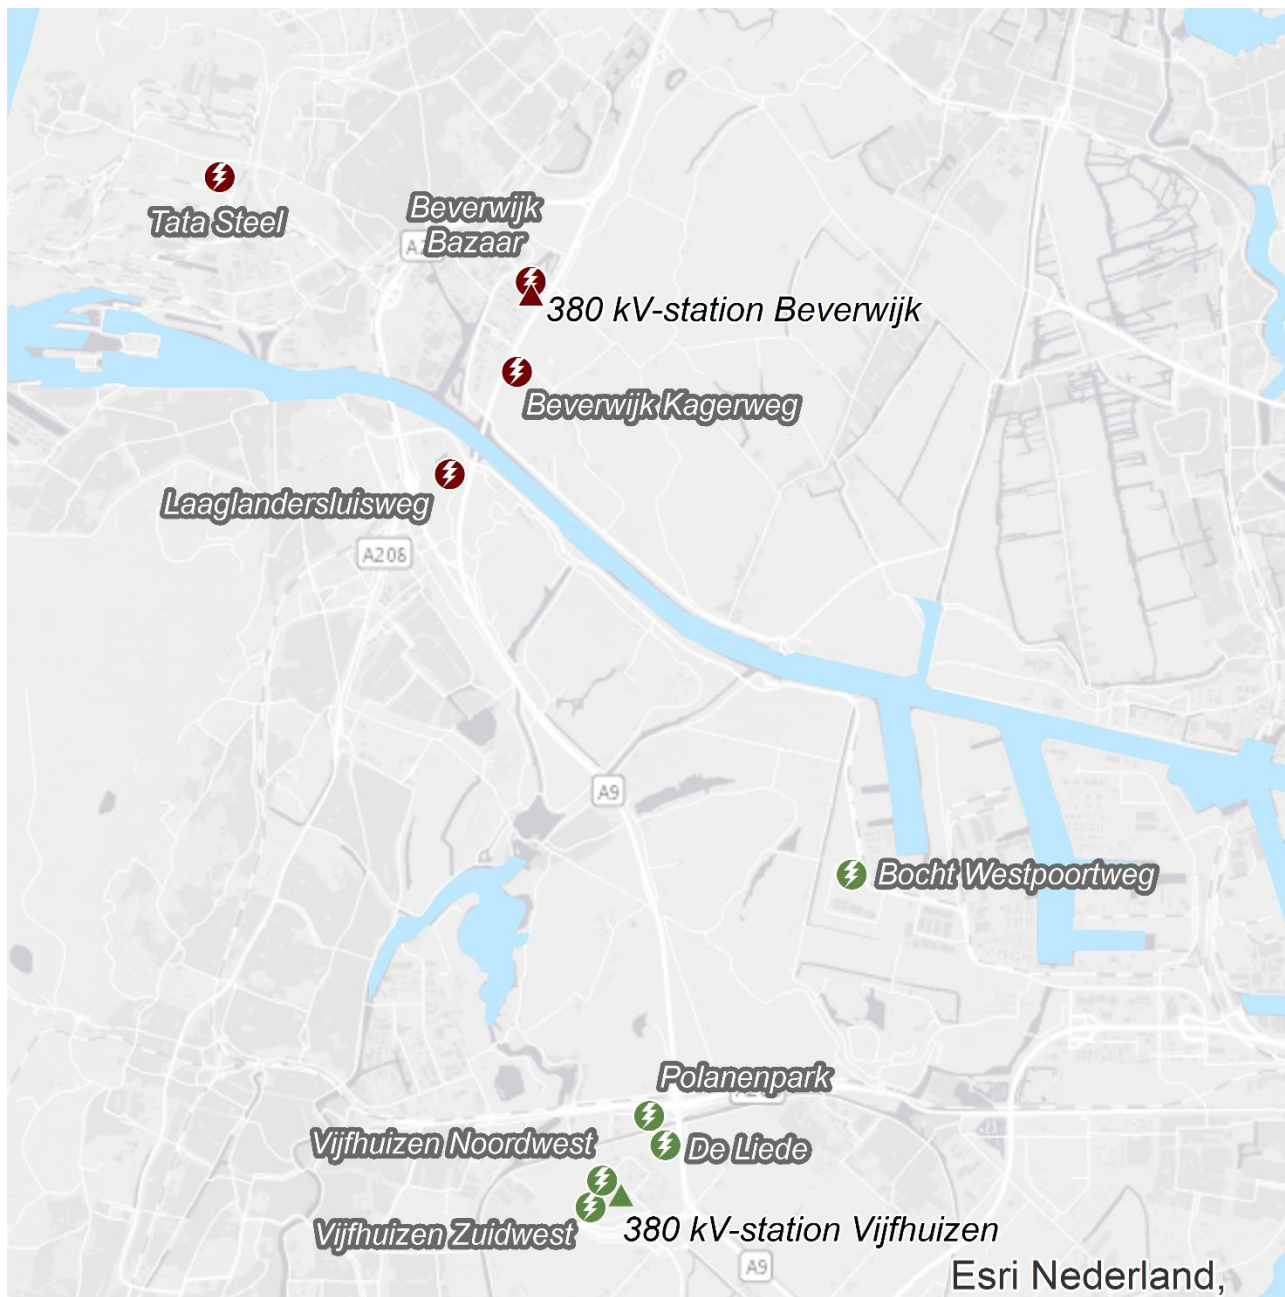 Tata Steel
Beverwijk
Bazaar
380 kV-station Beverwijk
Beverwijk Kagerweg
Laaglandersluisweg
A208
A9
Bocht Westpoortweg
Polanenpark
Vijfhuizen Noordwest
De Liede
Vijfhuizen Zuidwest
380 kV-station Vijfhuizen
A9
Esri Nederland,